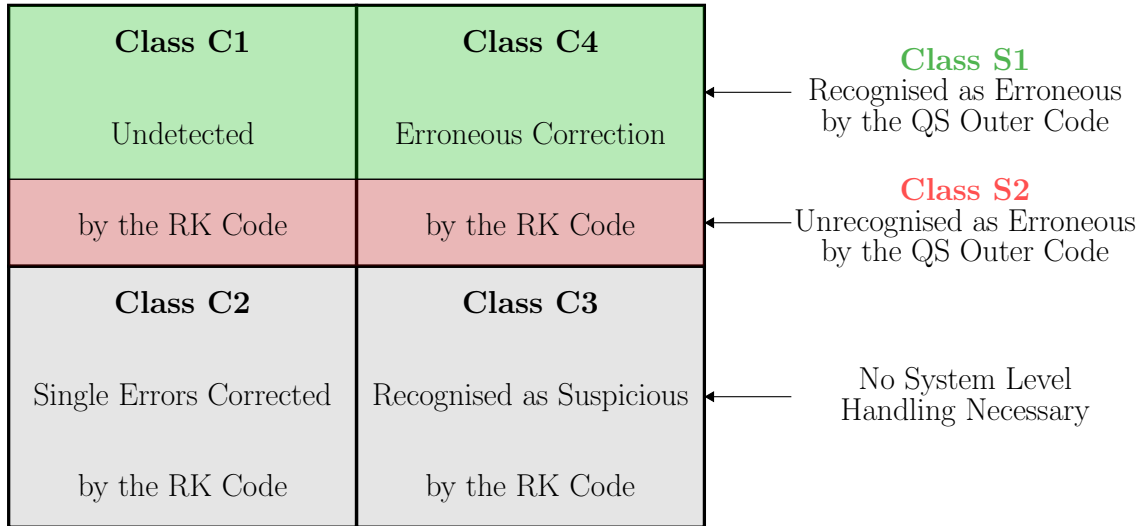 Class C1
Undetected
by the RK Code
Class C4
Erroneous Correction
by the RK Code
Class S1
Recognised as Erroneous
by the QS Outer Code
Class S2
Unrecognised as Erroneous
by the QS Outer Code
Class C2
Single Errors Corrected
by the RK Code
Class C3
Recognised as Suspicious
by the RK Code
No System Level
Handling Necessary